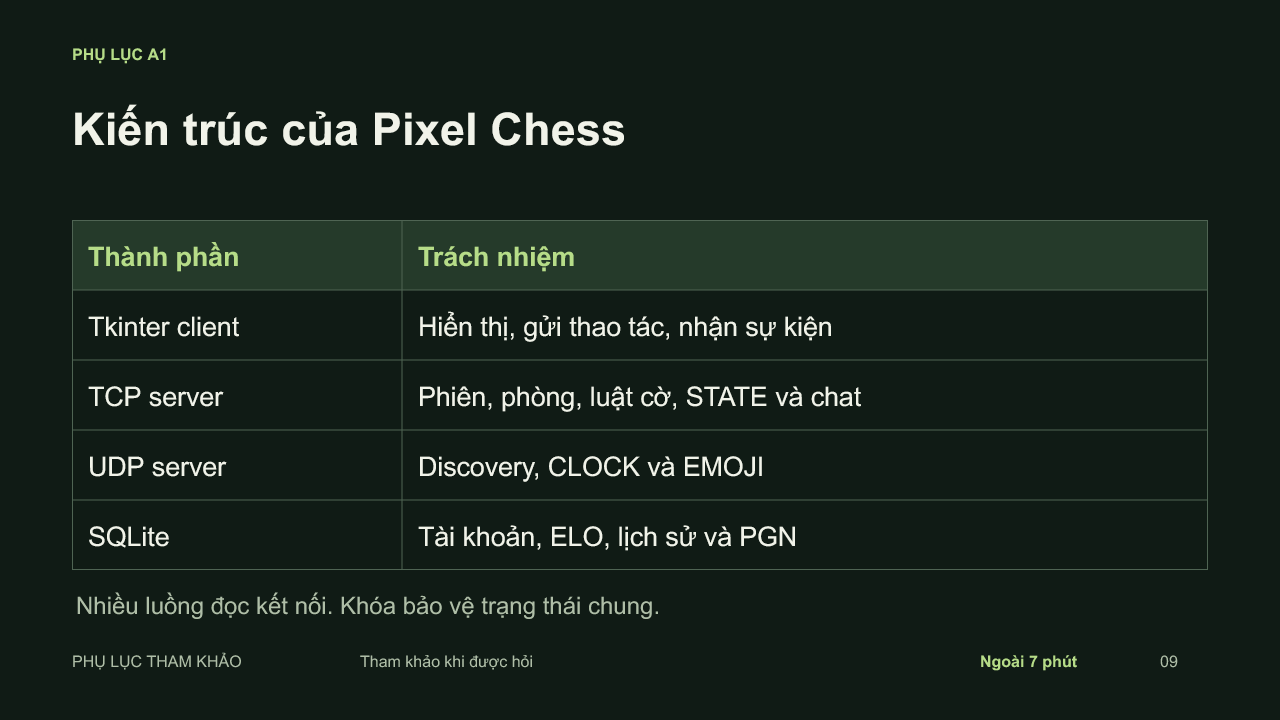 PHỤ LỤC A1
Kiến trúc của Pixel Chess
Thành phần Trách nhiệm
Tkinter client Hiển thị, gửi thao tác, nhận sự kiện
TCP server Phiên, phòng, luật cờ, STATE và chat
UDP server Discovery, CLOCK và EMOJI
SQLite Tài khoản, ELO, lịch sử và PGN
Nhiều luồng đọc kết nối. Khóa bảo vệ trạng thái chung.
PHỤ LỤC THAM KHẢO Tham khảo khi được hỏi Ngoài 7 phút 09